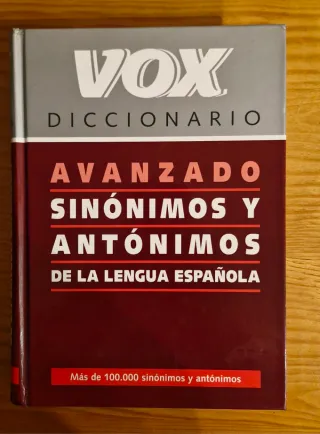 VOX
DICCIONARIO
AVANZADO
SINÓNIMOS Y
ANTÓNIMOS
DE LA LENGUA ESPAÑOLA
Más de 100.000 sinónimos y antónimos